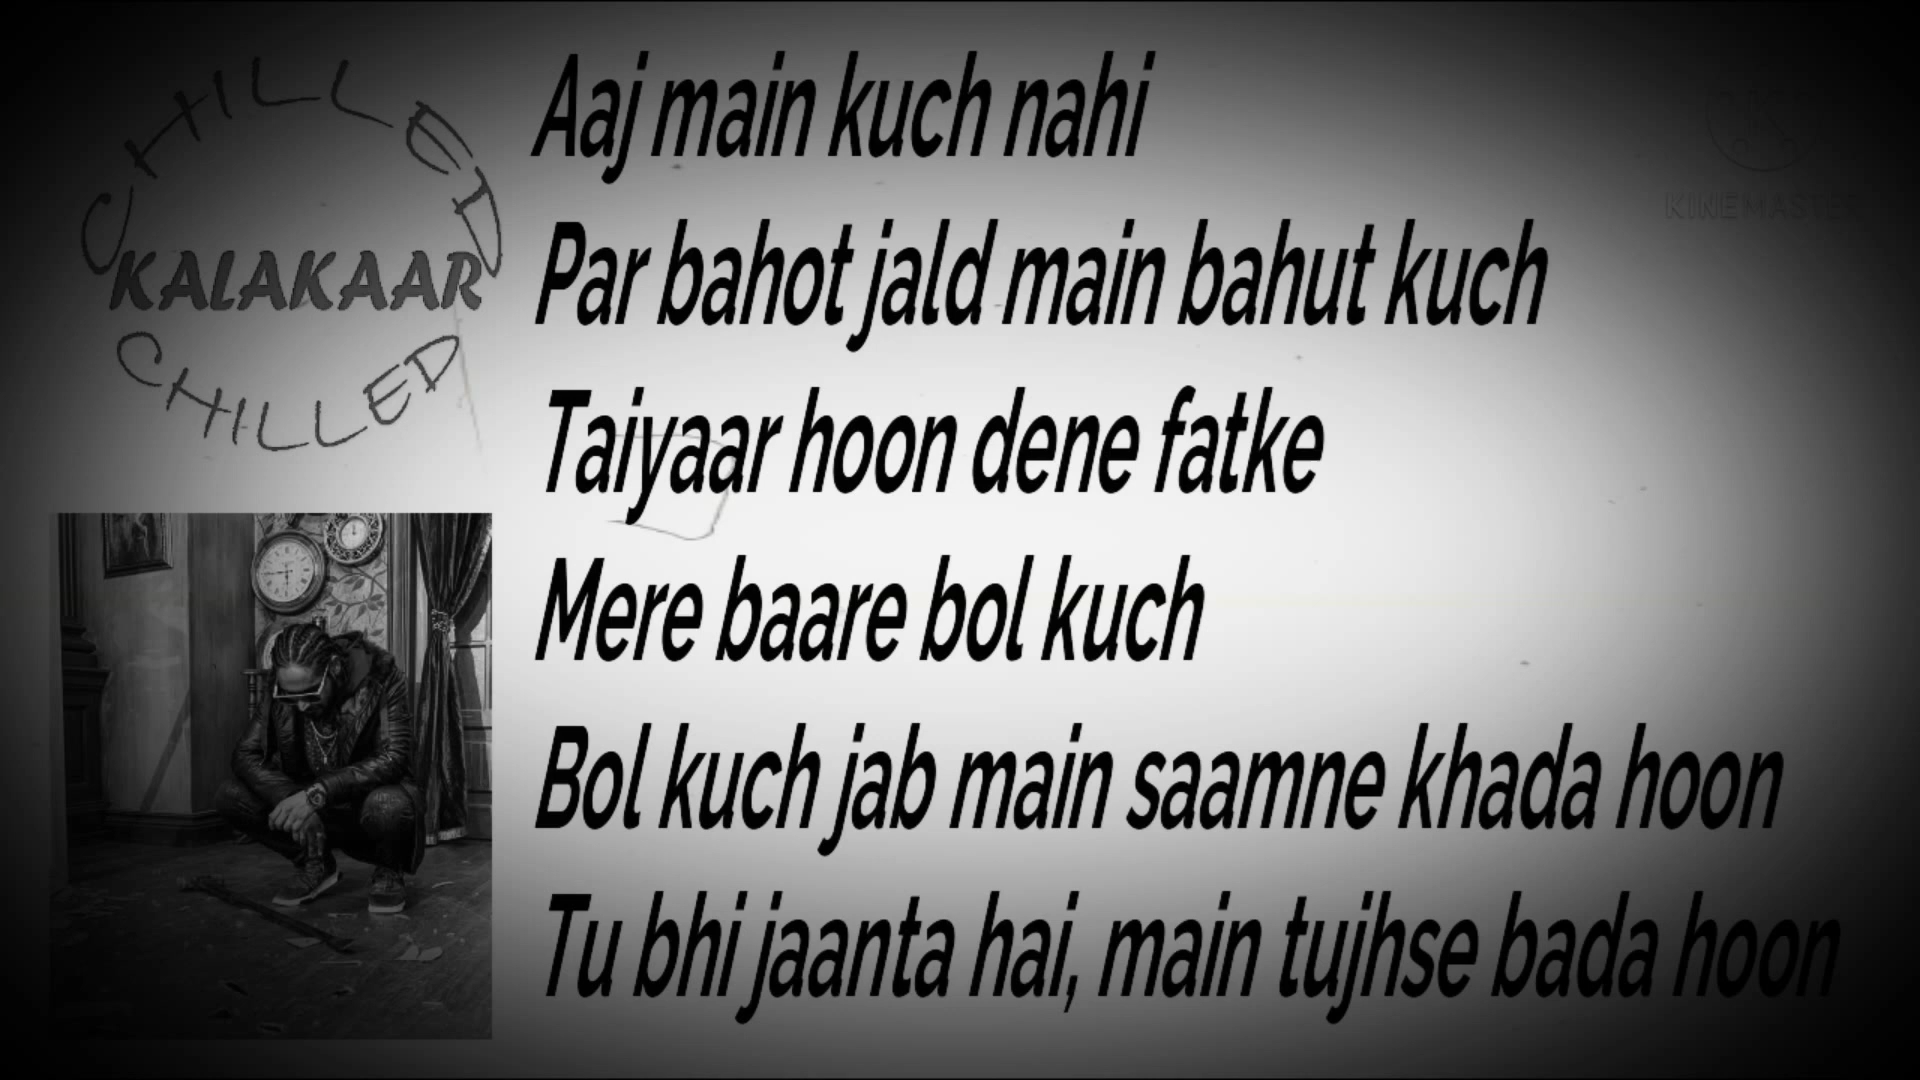 CHILLED
KALAKAAR
CHILLED
Aaj main kuch nahi
Par bahot jald main bahut kuch
Taiyaar hoon dene fatke
Mere baare bol kuch
Bol kuch jab main saamne khada hoon
Tu bhi jaanta hai, main tujhse bada hoon
KINEMASTER